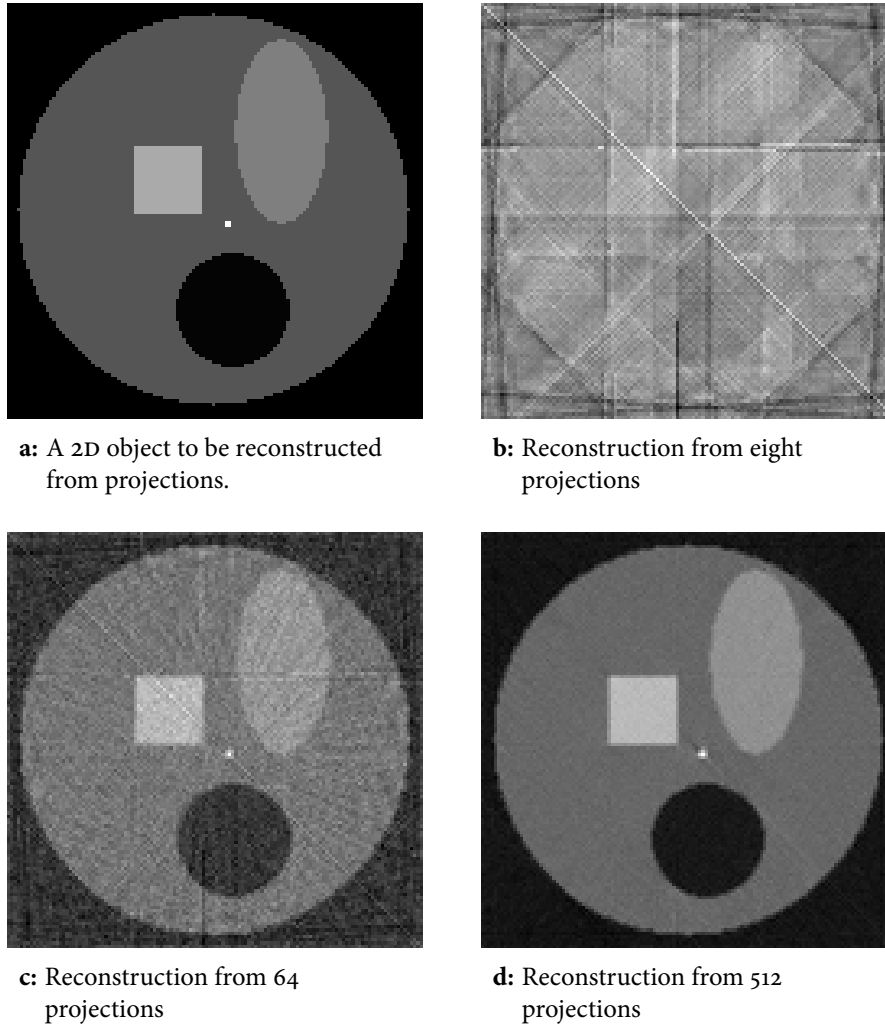 a: A 2D object to be reconstructed
from projections.
b: Reconstruction from eight
projections
c: Reconstruction from 64
projections
d: Reconstruction from 512
projections